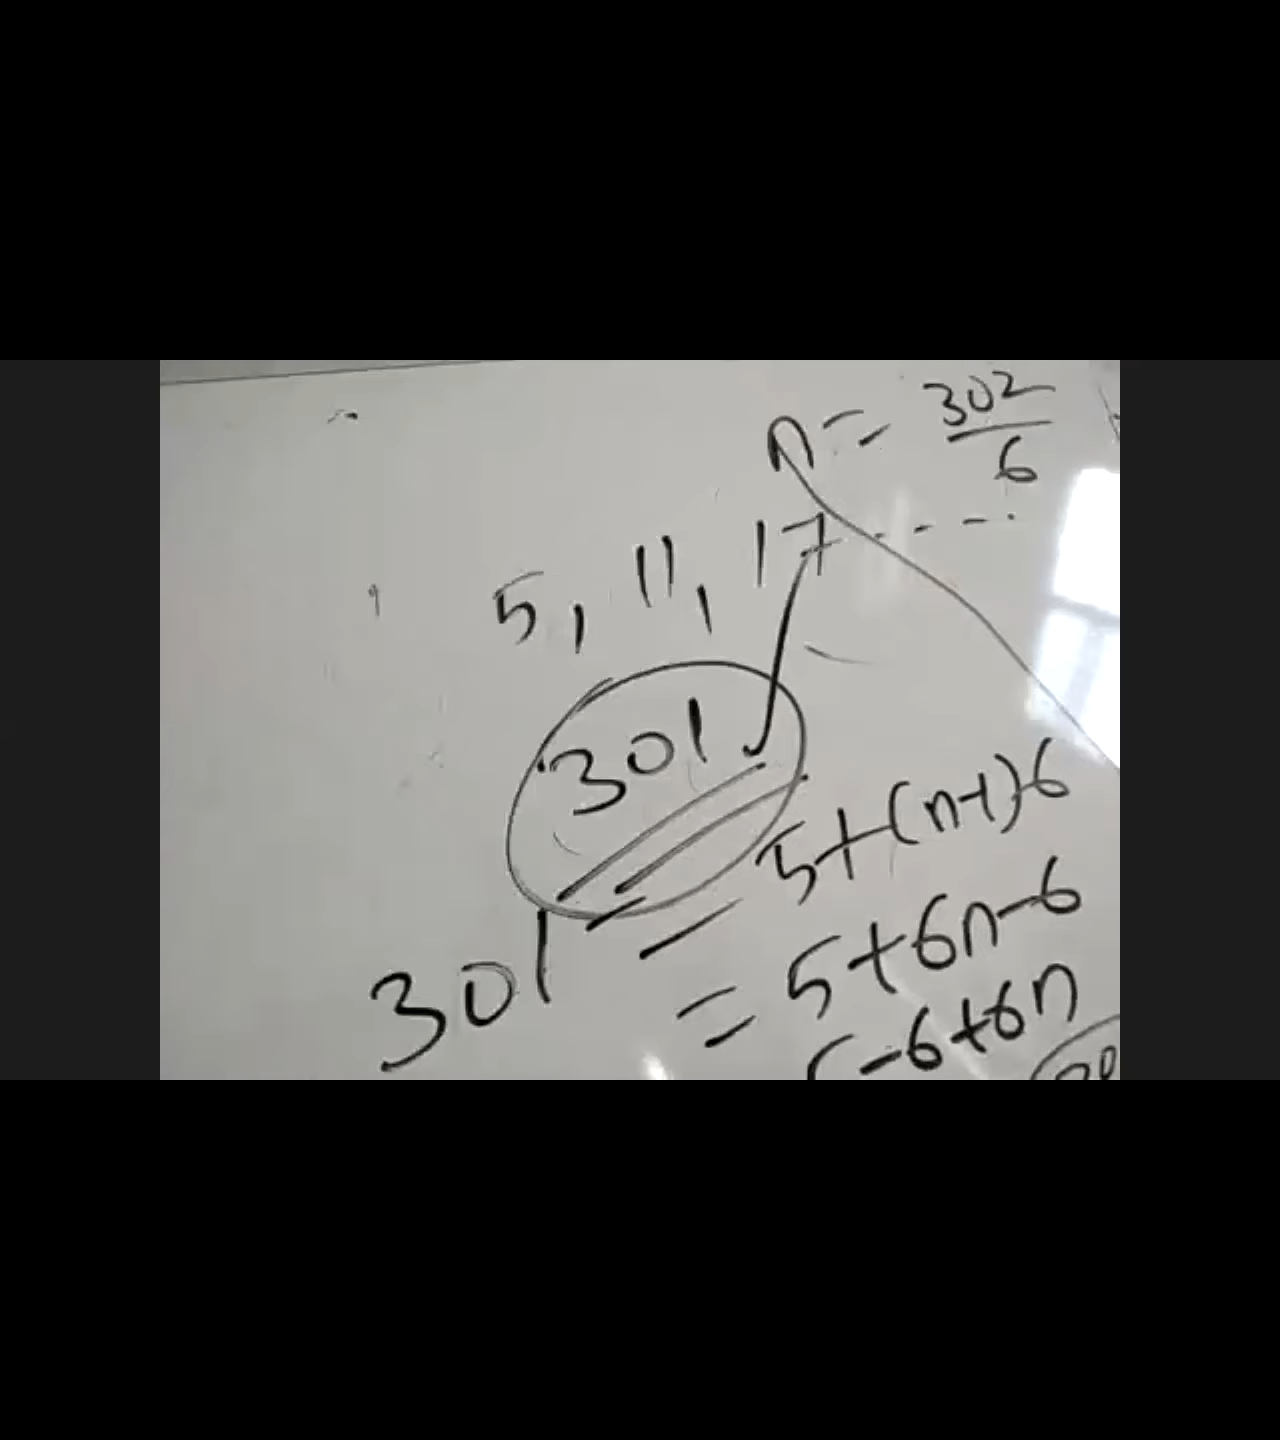 n = 302/6
5, 11, 17 - - - -
301
301 = 5+(n-1)6
= 5+6n-6
-6+6n